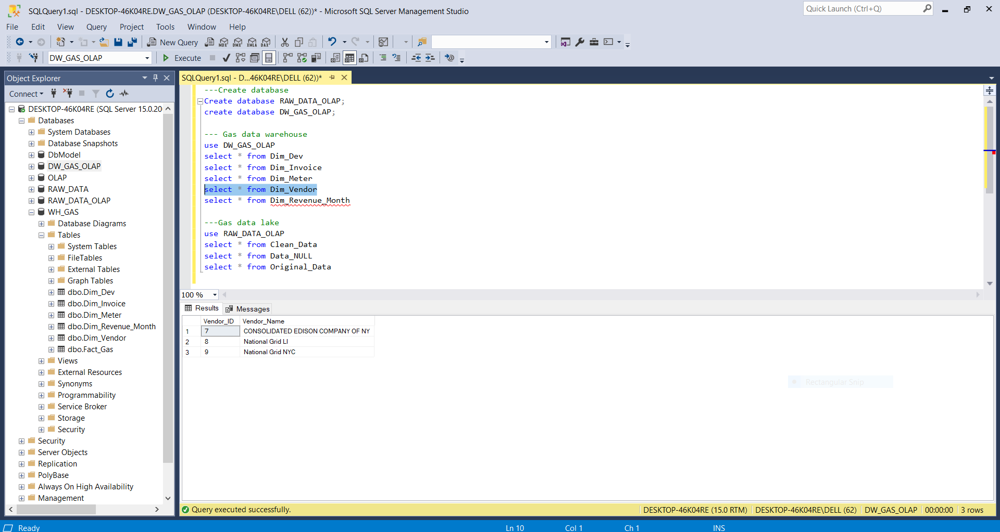 SQLQuery1.sql - DESKTOP-46K04RE.DW_GAS_OLAP (DESKTOP-46K04RE\DELL (62))* - Microsoft SQL Server Management Studio
Quick Launch (Ctrl+Q)
File Edit View Query Project Tools Window Help
New Query MDX DMX XMLA DAX
DW_GAS_OLAP Execute
Object Explorer
Connect
DESKTOP-46K04RE (SQL Server 15.0.20
Databases
System Databases
Database Snapshots
DbModel
DW_GAS_OLAP
OLAP
RAW_DATA
RAW_DATA_OLAP
WH_GAS
Database Diagrams
Tables
System Tables
FileTables
External Tables
Graph Tables
dbo.Dim_Dev
dbo.Dim_Invoice
dbo.Dim_Meter
dbo.Dim_Revenue_Month
dbo.Dim_Vendor
dbo.Fact_Gas
Views
External Resources
Synonyms
Programmability
Service Broker
Storage
Security
Security
Server Objects
Replication
PolyBase
Always On High Availability
Management
SQLQuery1.sql - D...46K04RE\DELL (62))*
---Create database
Create database RAW_DATA_OLAP;
create database DW_GAS_OLAP;
--- Gas data warehouse
use DW_GAS_OLAP
select * from Dim_Dev
select * from Dim_Invoice
select * from Dim_Meter
select * from Dim_Vendor
select * from Dim_Revenue_Month
---Gas data lake
use RAW_DATA_OLAP
select * from Clean_Data
select * from Data_NULL
select * from Original_Data
100 %
Results Messages
Vendor_ID Vendor_Name
1 7 CONSOLIDATED EDISON COMPANY OF NY
2 8 National Grid LI
3 9 National Grid NYC
Rectangular Snip
Query executed successfully. DESKTOP-46K04RE (15.0 RTM) DESKTOP-46K04RE\DELL (62) DW_GAS_OLAP 00:00:00 3 rows
Ready Ln 10 Col 1 Ch 1 INS